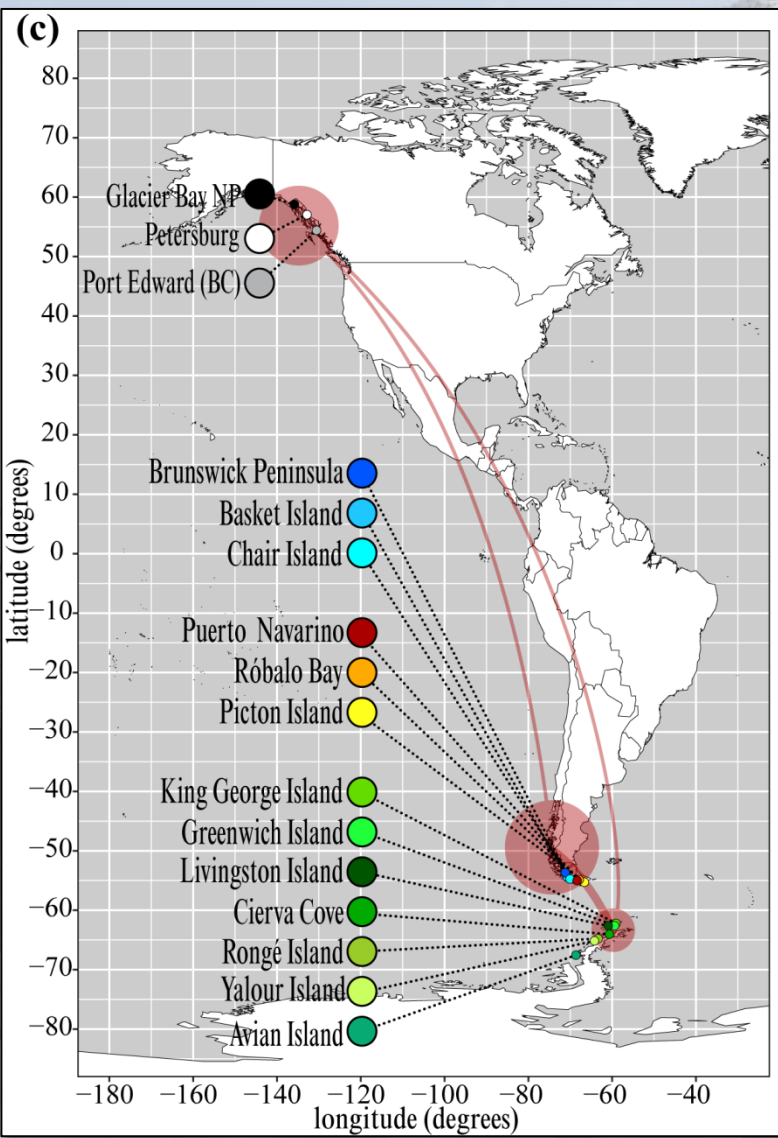 (c)
80
70
60
50
40
30
20
10
0
−10
−20
−30
−40
−50
−60
−70
−80
latitude (degrees)
Glacier Bay NP
Petersburg
Port Edward (BC)
Brunswick Peninsula
Basket Island
Chair Island
Puerto Navarino
Róbalo Bay
Picton Island
King George Island
Greenwich Island
Livingston Island
Cierva Cove
Rongé Island
Yalour Island
Avian Island
−180 −160 −140 −120 −100 −80 −60 −40
longitude (degrees)